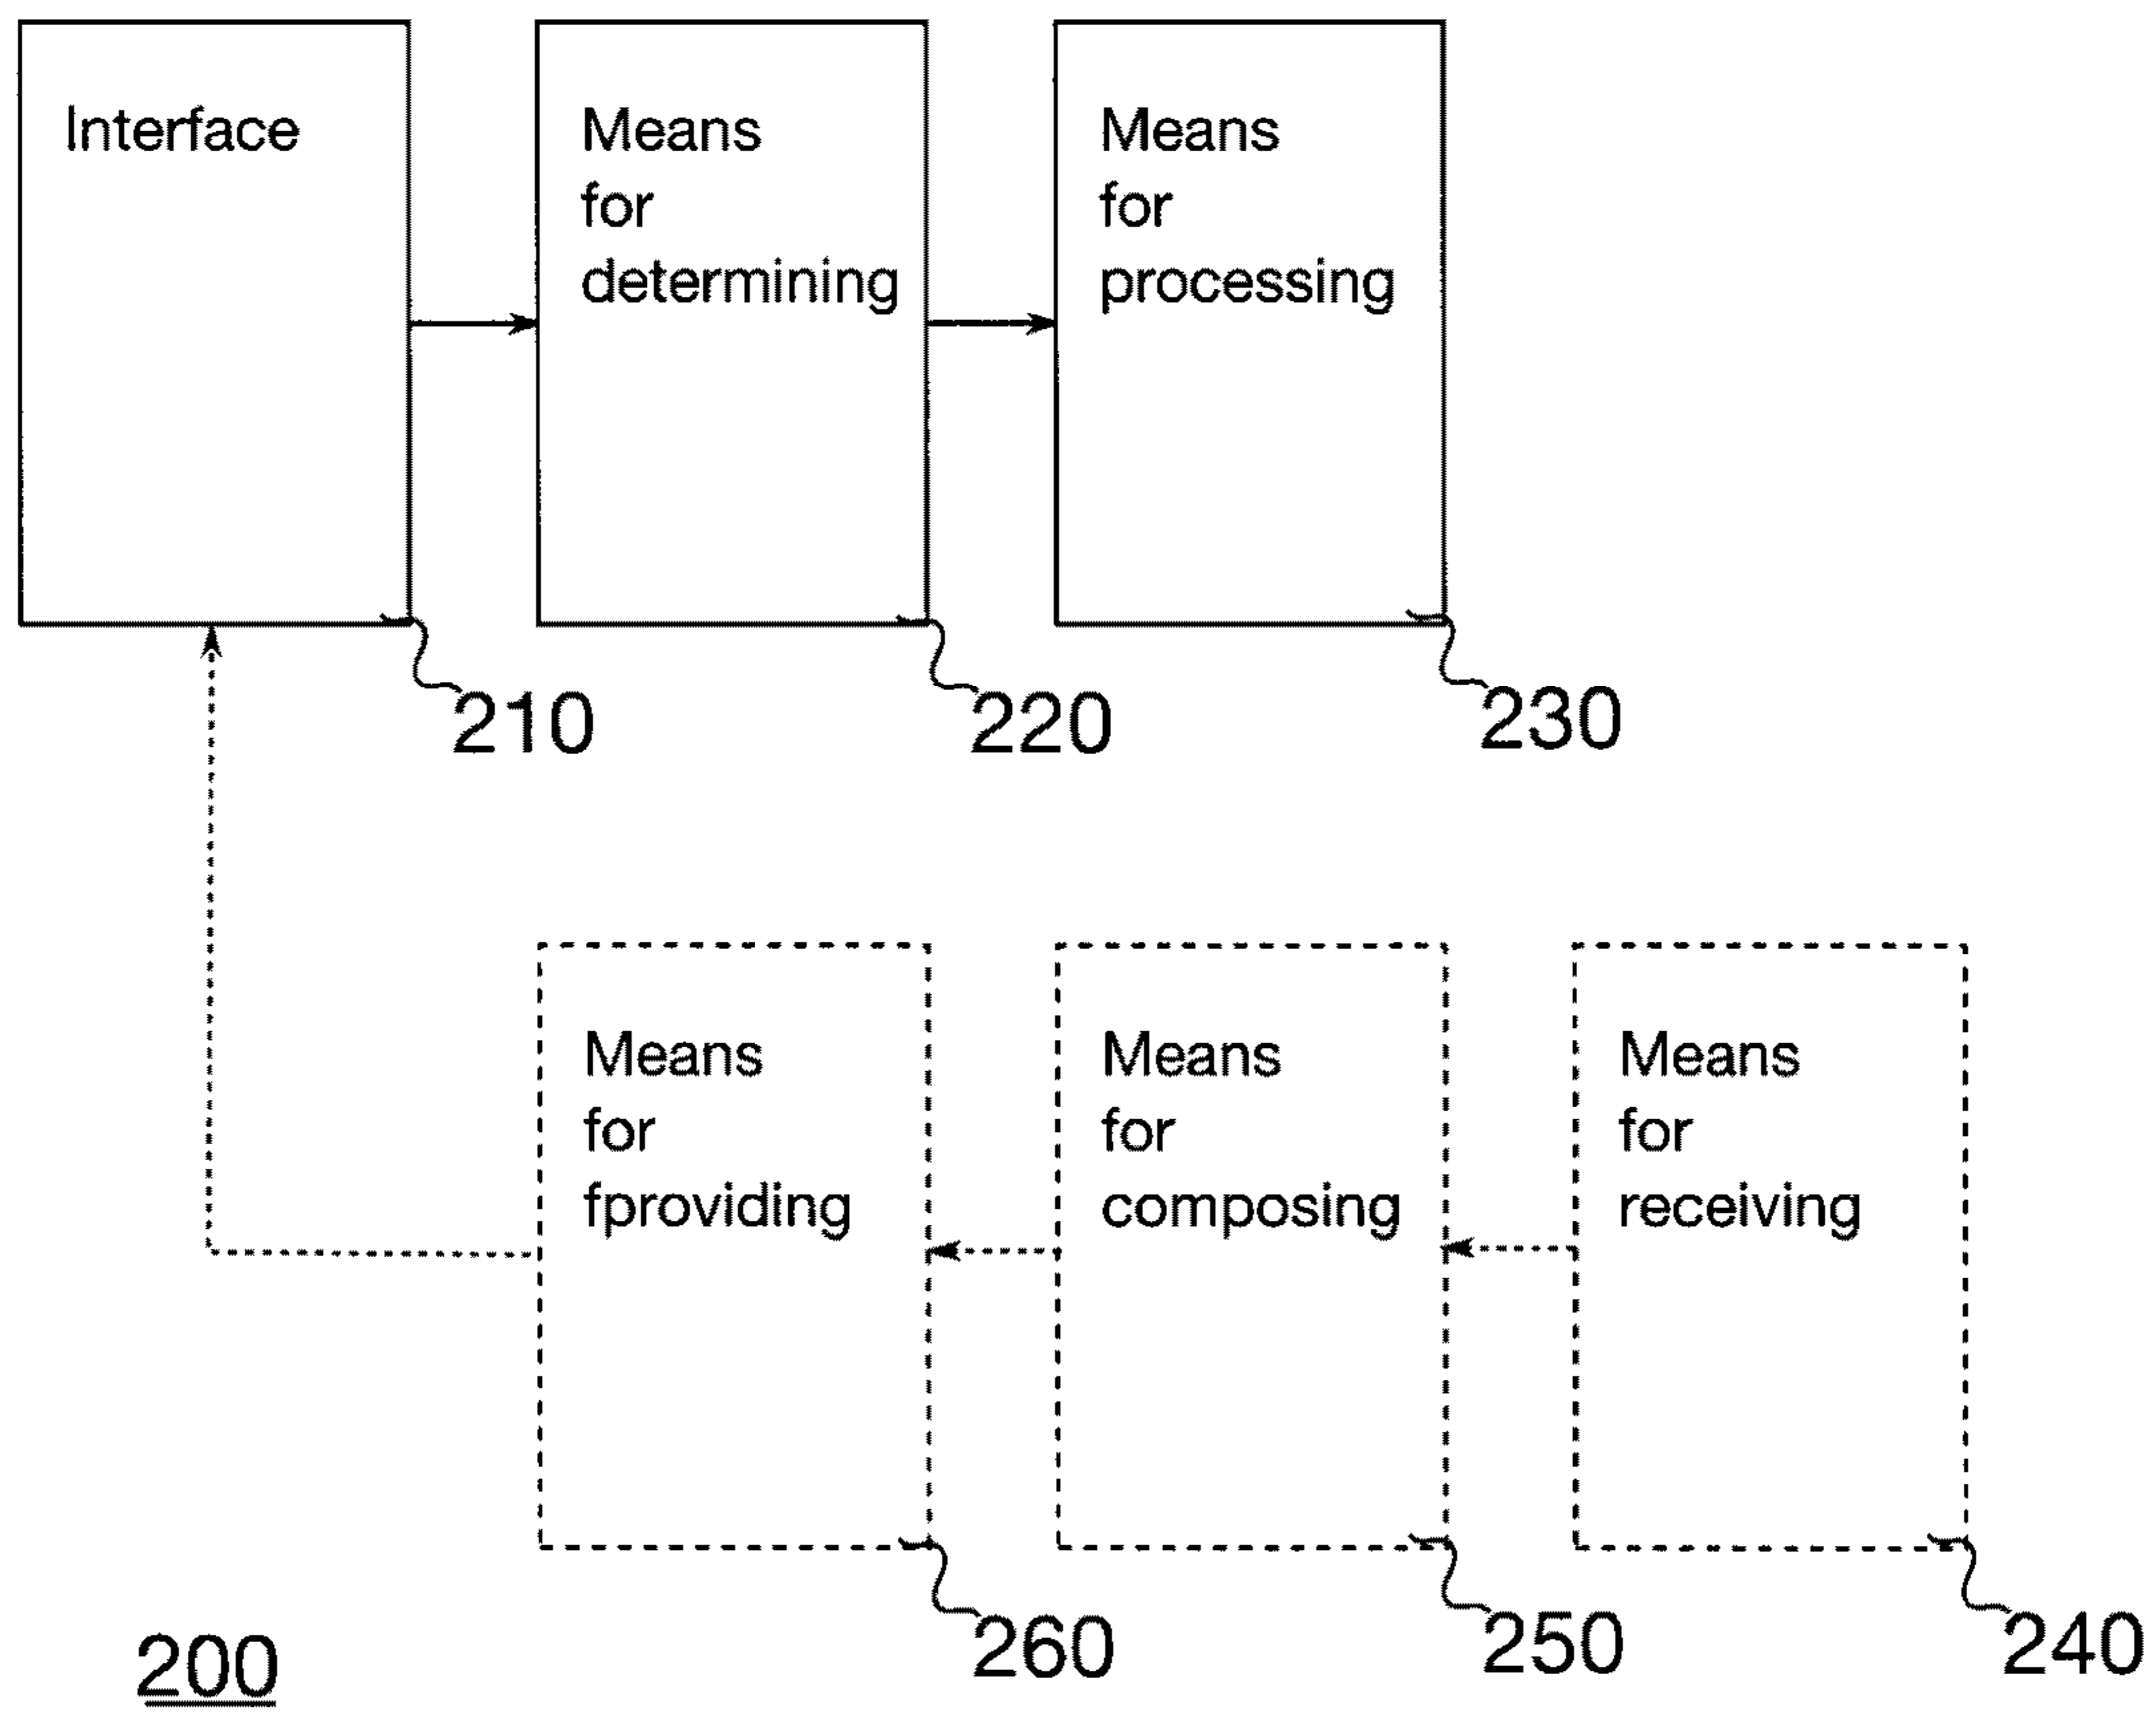 Interface
Means
for
determining
Means
for
processing
210
220
230
Means
for
fproviding
Means
for
composing
Means
for
receiving
260
250
240
200